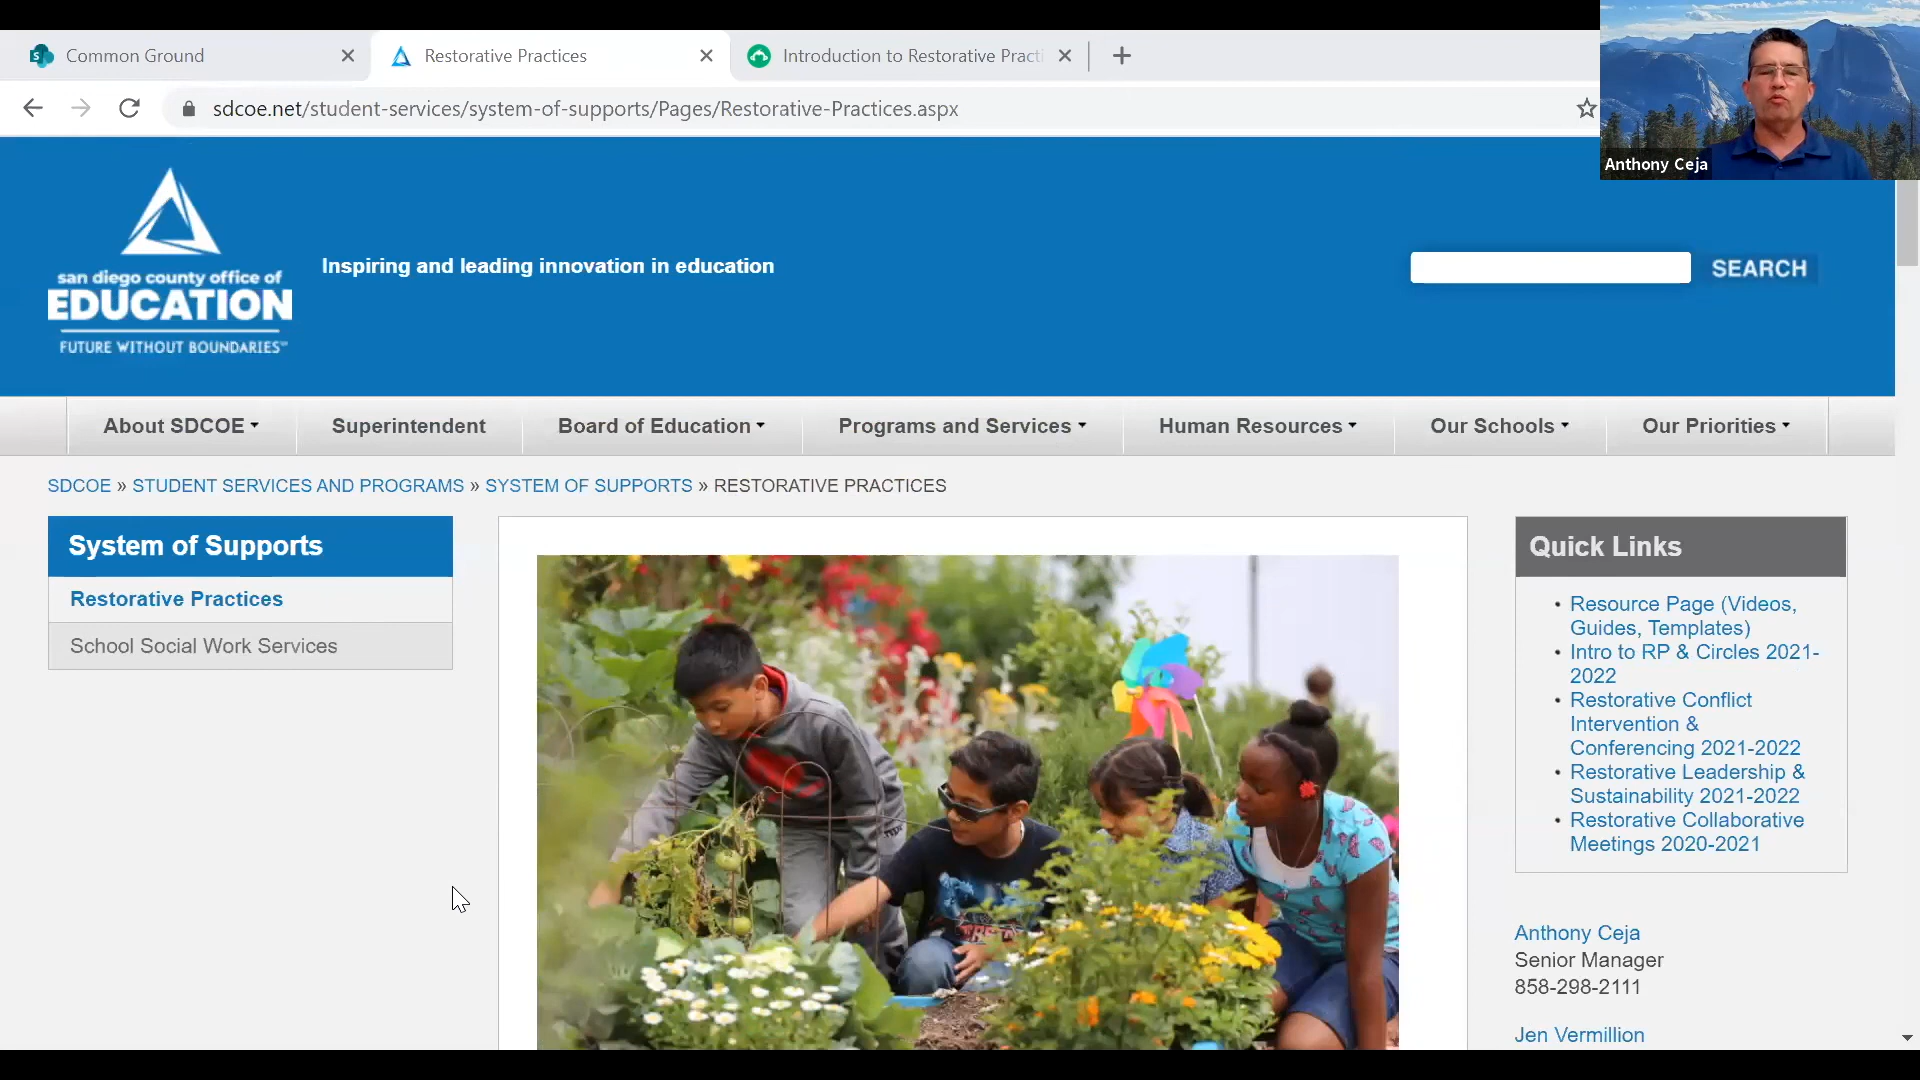 Common Ground
Restorative Practices
Introduction to Restorative Practi
sdcoe.net/student-services/system-of-supports/Pages/Restorative-Practices.aspx
Anthony Ceja
san diego county office of
EDUCATION
FUTURE WITHOUT BOUNDARIES
Inspiring and leading innovation in education
SEARCH
About SDCOE
Superintendent
Board of Education
Programs and Services
Human Resources
Our Schools
Our Priorities
SDCOE » STUDENT SERVICES AND PROGRAMS » SYSTEM OF SUPPORTS » RESTORATIVE PRACTICES
System of Supports
Restorative Practices
School Social Work Services
Quick Links
• Resource Page (Videos,
Guides, Templates)
• Intro to RP & Circles 2021-
2022
• Restorative Conflict
Intervention &
Conferencing 2021-2022
• Restorative Leadership &
Sustainability 2021-2022
• Restorative Collaborative
Meetings 2020-2021
Anthony Ceja
Senior Manager
858-298-2111
Jen Vermillion